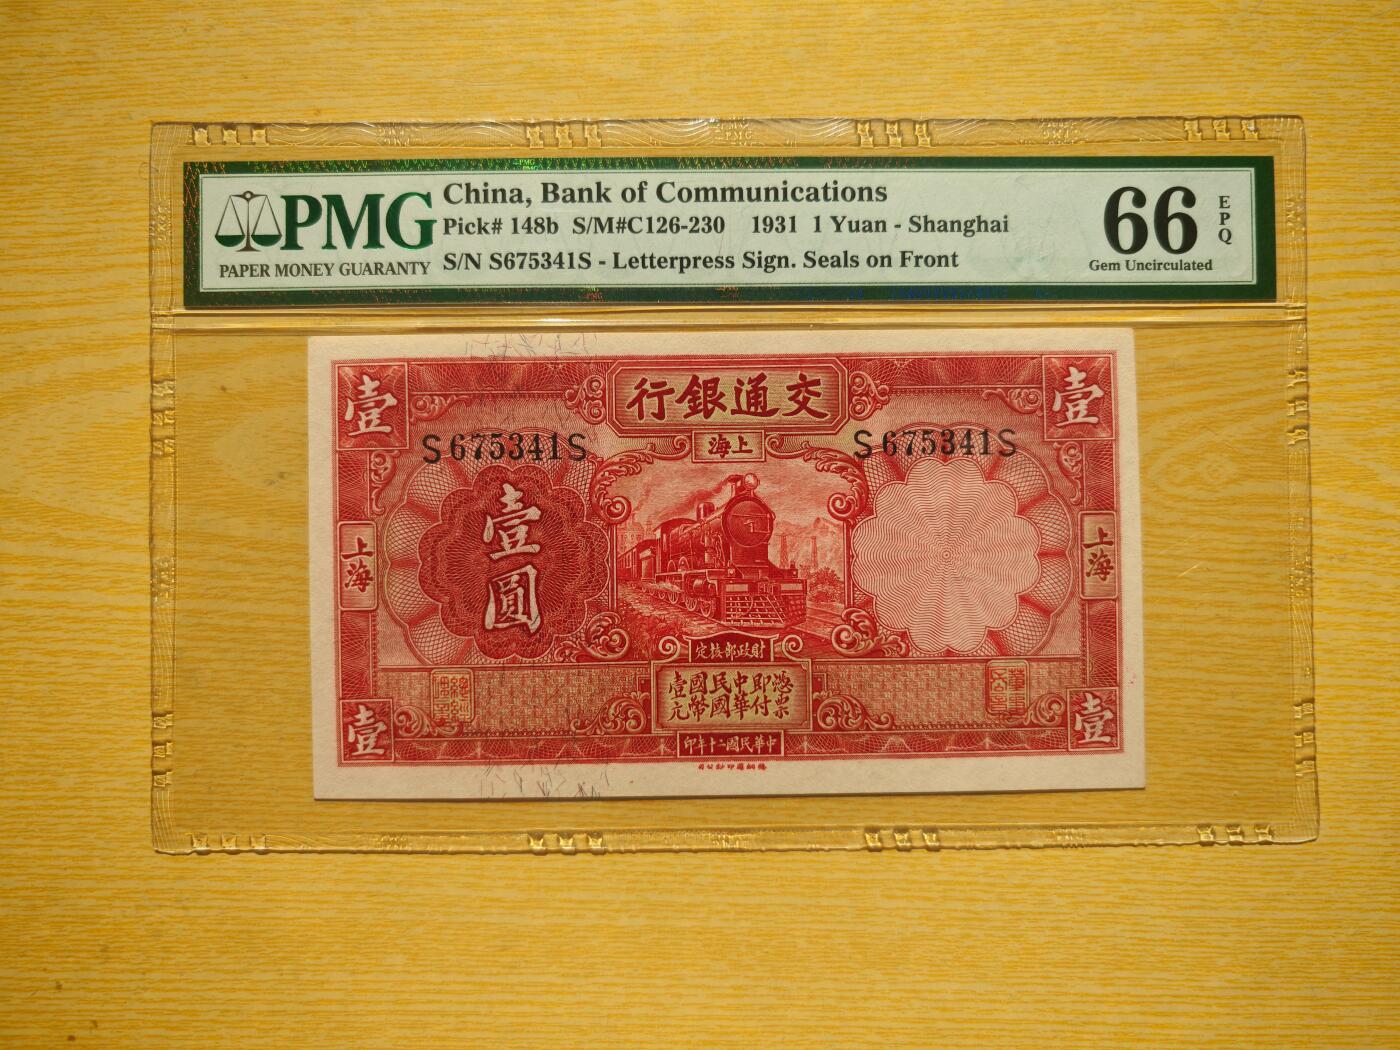 PMG
PAPER MONEY GUARANTY
China, Bank of Communications
Pick# 148b S/M#C126-230 1931 1 Yuan - Shanghai
S/N S675341S - Letterpress Sign. Seals on Front
66
EPQ
Gem Uncirculated
壹
行銀通交
壹
S675341S
海上
S675341S
壹圓
上海
上海
定核部政財
憑票即付中華民國國幣壹元
壹
印年十二國民華中
壹